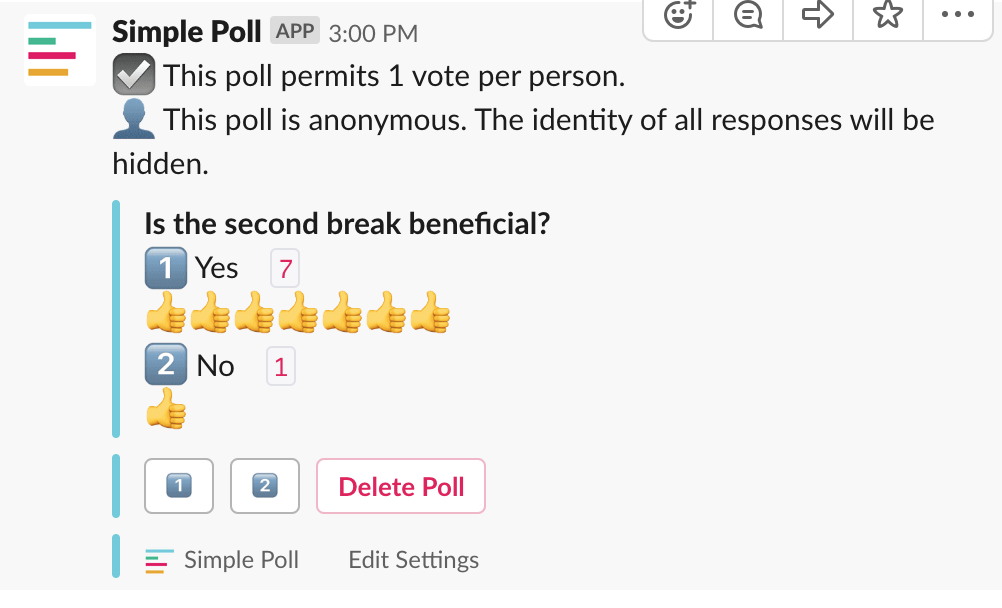 Simple Poll APP 3:00 PM
This poll permits 1 vote per person.
This poll is anonymous. The identity of all responses will be
hidden.
Is the second break beneficial?
1 Yes 7
2 No 1
1 2 Delete Poll
Simple Poll Edit Settings